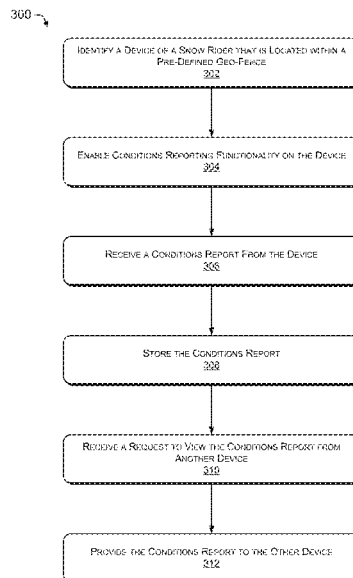 300
IDENTIFY A DEVICE OF A SNOW RIDER THAT IS LOCATED WITHIN A
PRE-DEFINED GEO-FENCE
302
ENABLE CONDITIONS REPORTING FUNCTIONALITY ON THE DEVICE
304
RECEIVE A CONDITIONS REPORT FROM THE DEVICE
306
STORE THE CONDITIONS REPORT
308
RECEIVE A REQUEST TO VIEW THE CONDITIONS REPORT FROM
ANOTHER DEVICE
310
PROVIDE THE CONDITIONS REPORT TO THE OTHER DEVICE
312